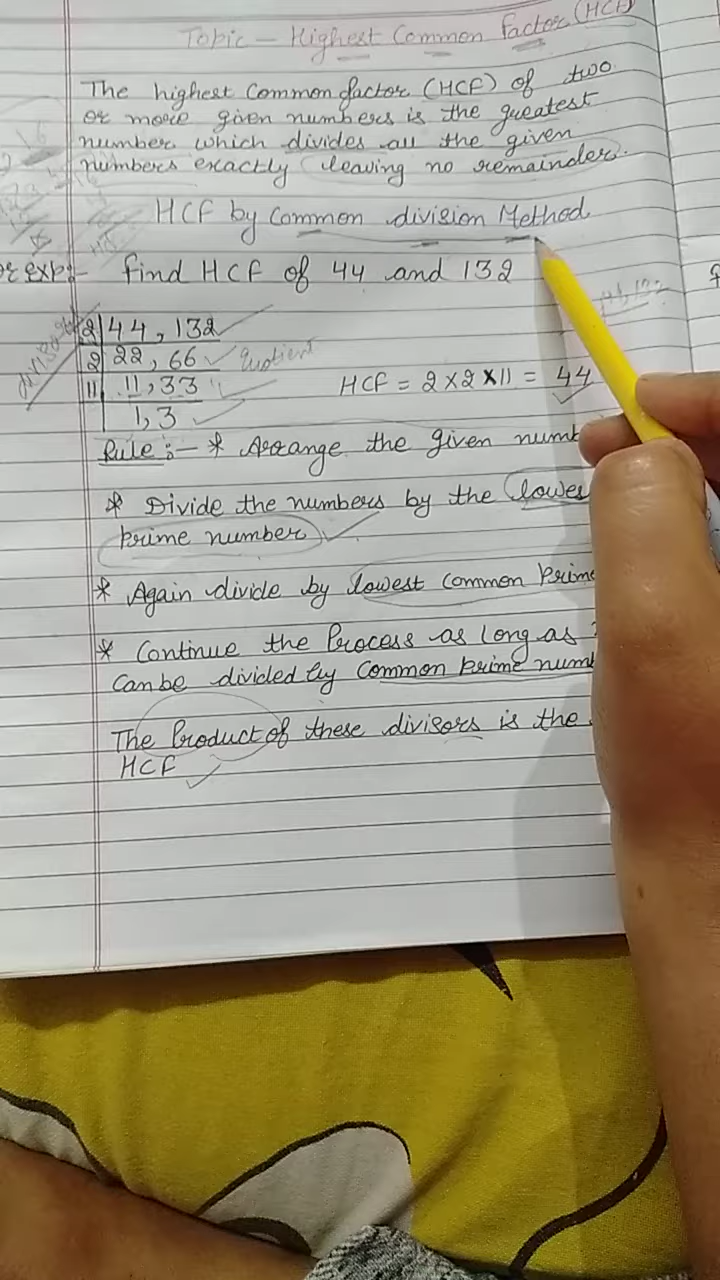 Topic - Highest Common Factor (HCF)
The highest Common factor (HCF) of two
or more given numbers is the greatest
number which divides all the given
numbers exactly leaving no remainder.
HCF by Common division Method
or exp:- find HCF of 44 and 132
2|44, 132
2|22, 66 Quotient
11|11, 33
HCF = 2×2×11 = 44
1, 3
Rule:- * Arrange the given numb
* Divide the numbers by the lowes
prime number
* Again divide by lowest common prime
* Continue the Process as long as
can be divided by Common prime numb
The Product of these divisors is the
HCF